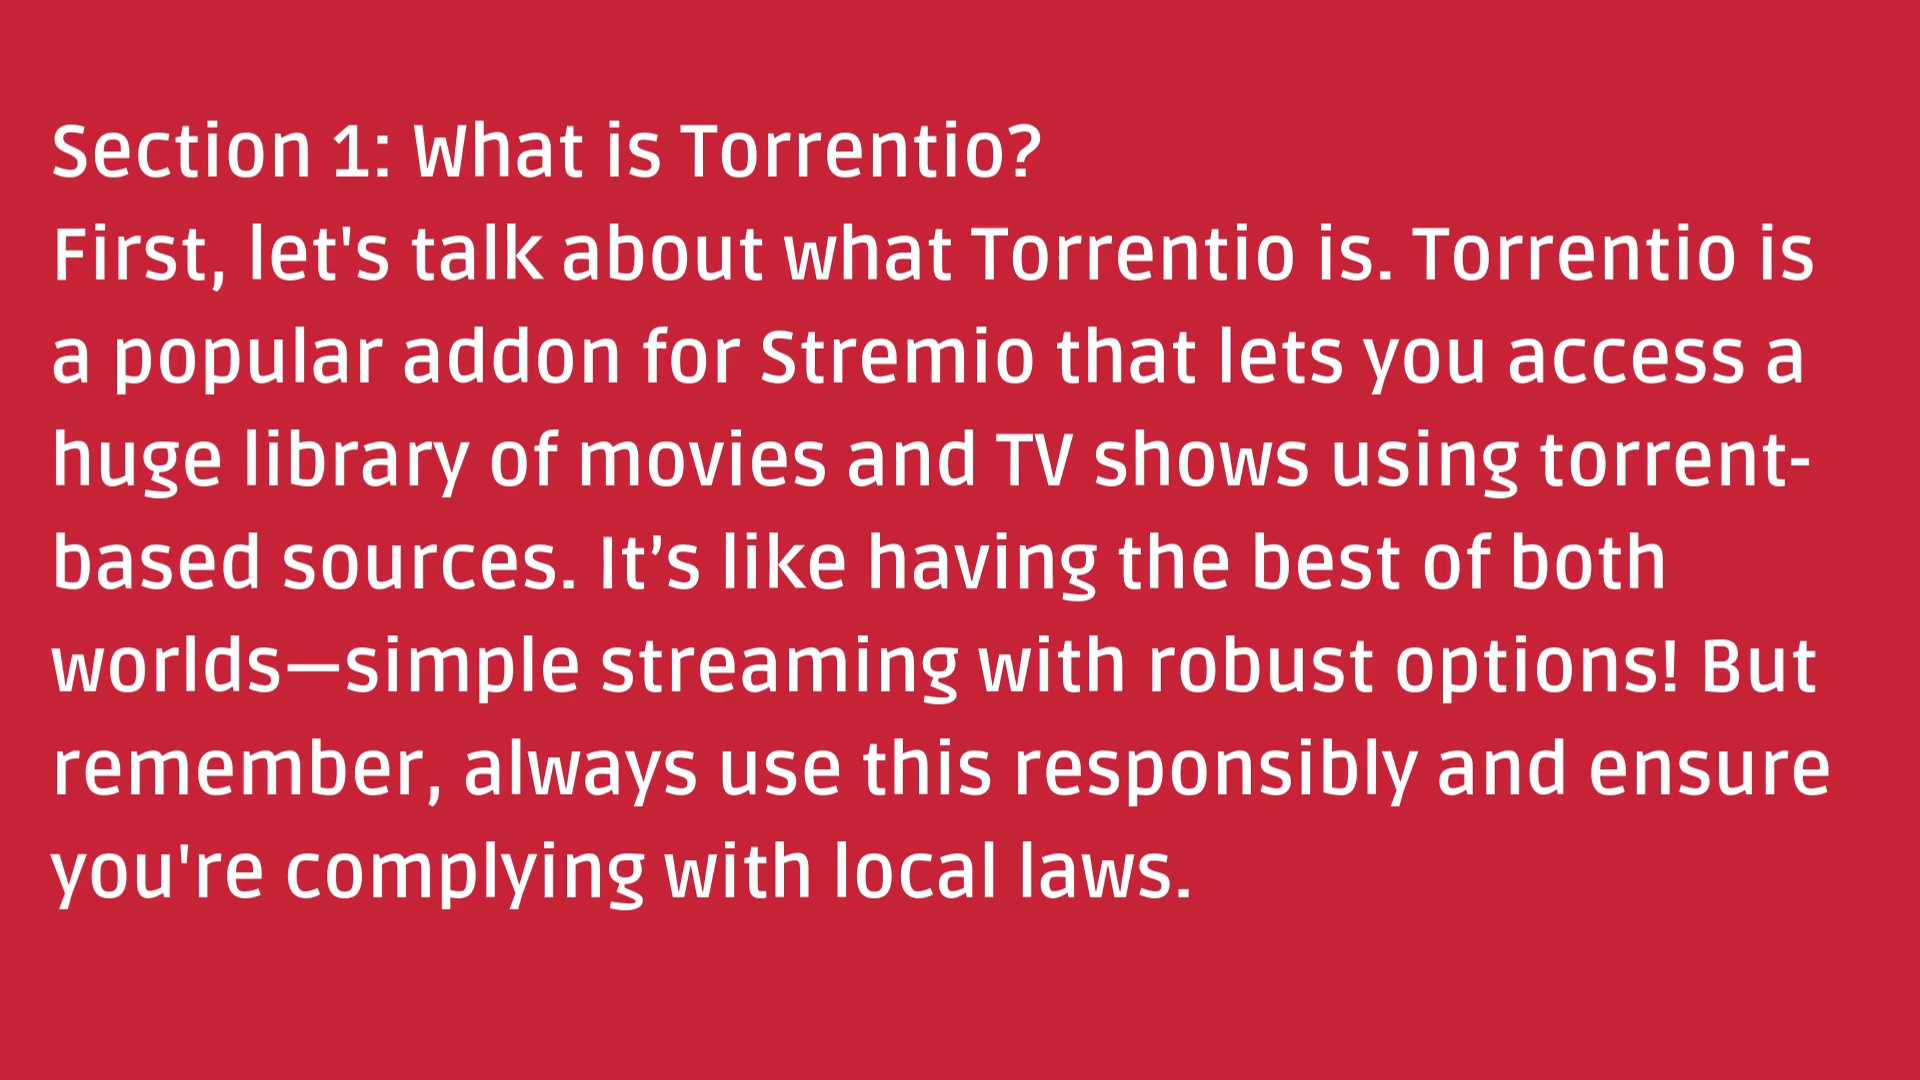 Section 1: What is Torrentio?
First, let's talk about what Torrentio is. Torrentio is
a popular addon for Stremio that lets you access a
huge library of movies and TV shows using torrent-
based sources. It’s like having the best of both
worlds—simple streaming with robust options! But
remember, always use this responsibly and ensure
you're complying with local laws.